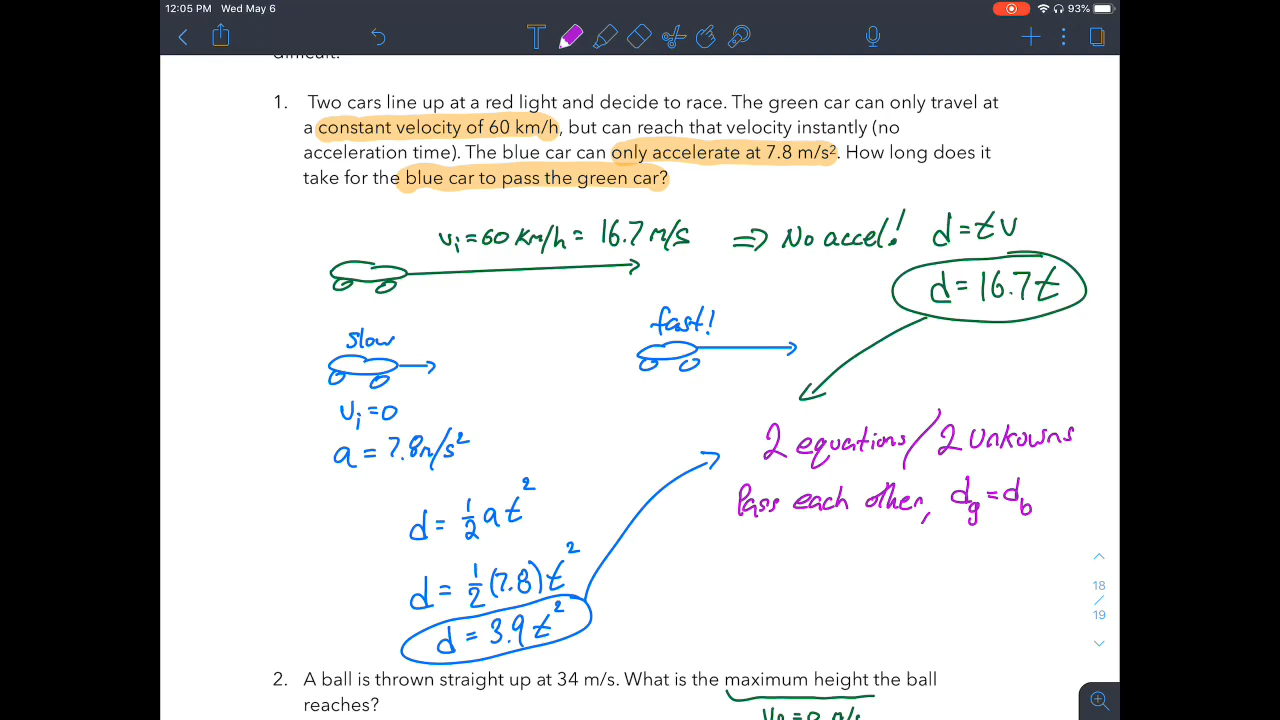 12:05 PM Wed May 6
93%
T
difficult.
1. Two cars line up at a red light and decide to race. The green car can only travel at
a constant velocity of 60 km/h, but can reach that velocity instantly (no
acceleration time). The blue car can only accelerate at 7.8 m/s². How long does it
take for the blue car to pass the green car?
vᵢ = 60 km/h = 16.7 m/s ⇒ No accel! d = tv
d = 16.7t
slow
fast!
vᵢ = 0
a = 7.8 m/s²
2 equations / 2 unkowns
Pass each other, d_g = d_b
d = ½at²
d = ½(7.8)t²
d = 3.9t²
18
/
19
2. A ball is thrown straight up at 34 m/s. What is the maximum height the ball
reaches?